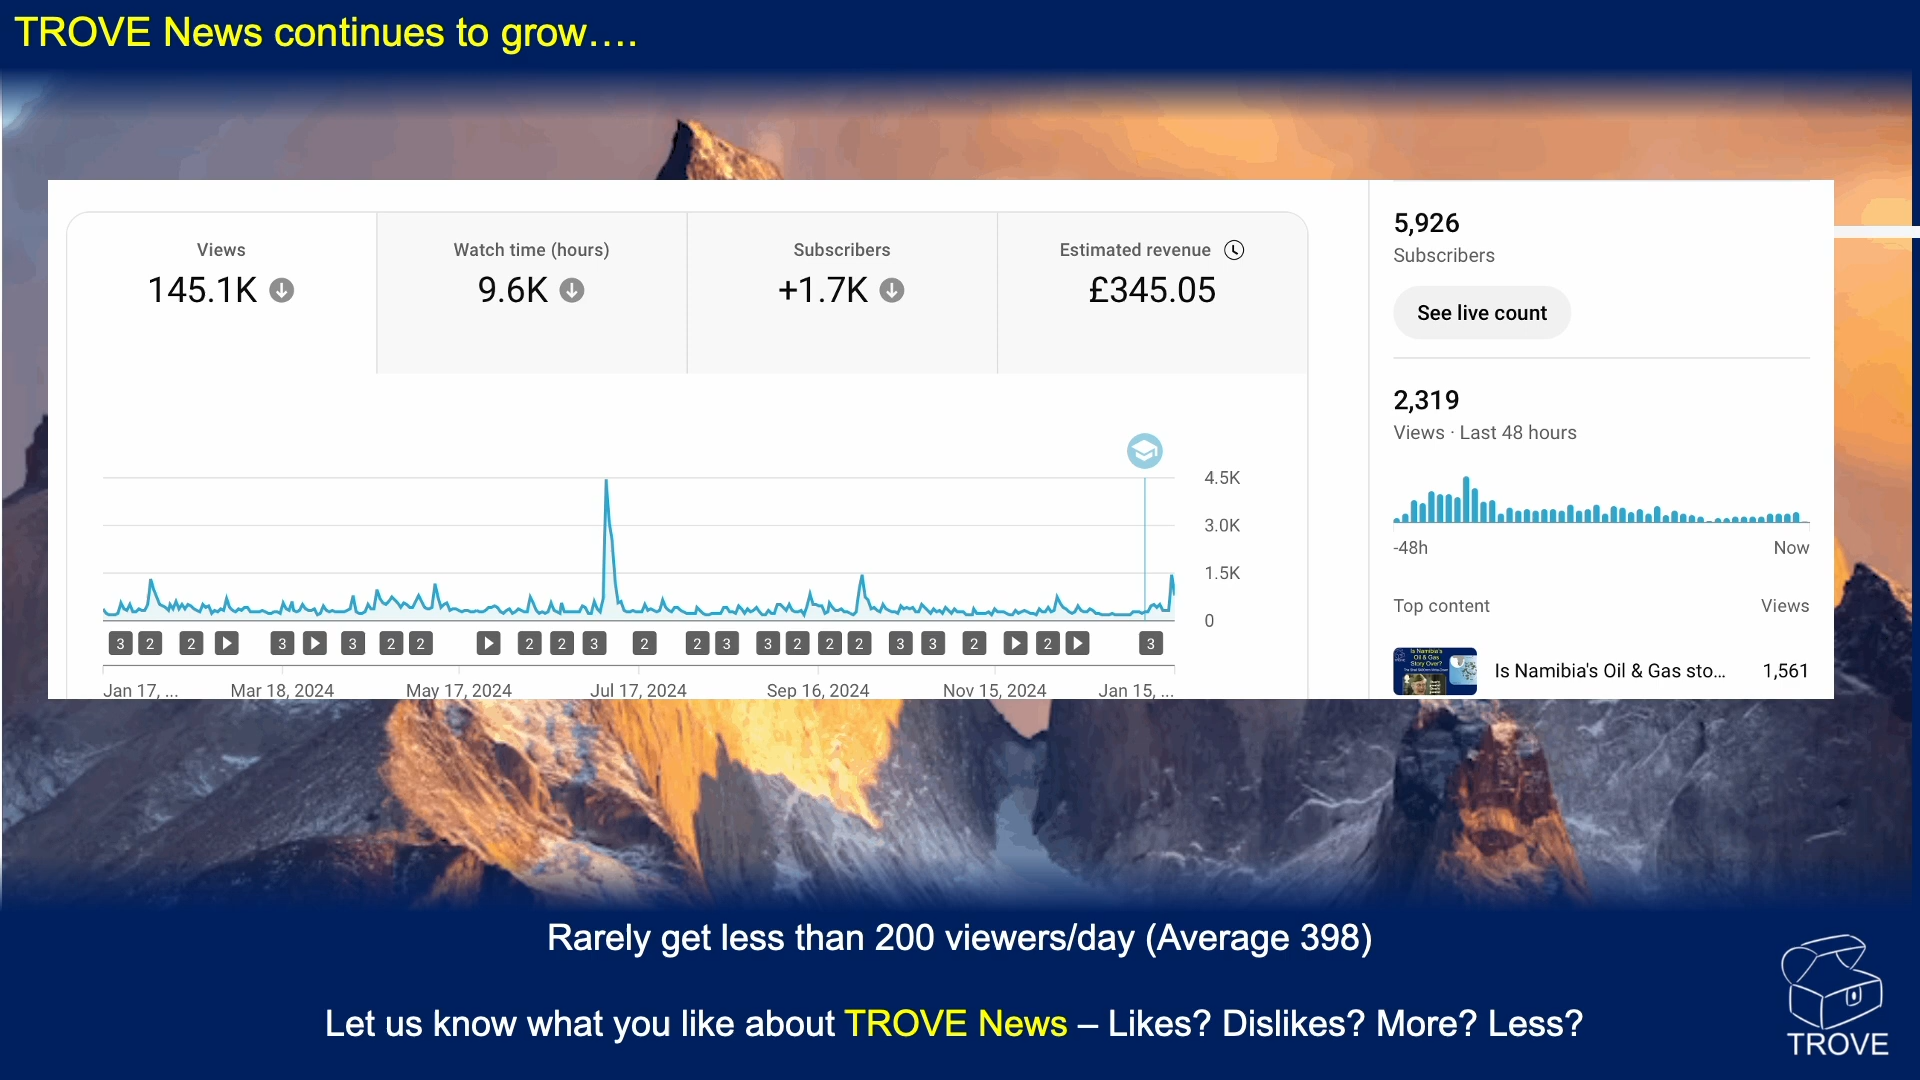 TROVE News continues to grow....
Views
145.1K
Watch time (hours)
9.6K
Subscribers
+1.7K
Estimated revenue
£345.05
4.5K
3.0K
1.5K
0
3 2 2 3 3 2 2 2 2 3 2 2 3 3 2 2 2 3 3 2 2 3
Jan 17, ... Mar 18, 2024 May 17, 2024 Jul 17, 2024 Sep 16, 2024 Nov 15, 2024 Jan 15, ...
5,926
Subscribers
See live count
2,319
Views · Last 48 hours
-48h Now
Top content Views
Is Namibia's
Oil & Gas
Story Over?
Is Namibia's Oil & Gas sto... 1,561
Rarely get less than 200 viewers/day (Average 398)
Let us know what you like about TROVE News – Likes? Dislikes? More? Less?
TROVE